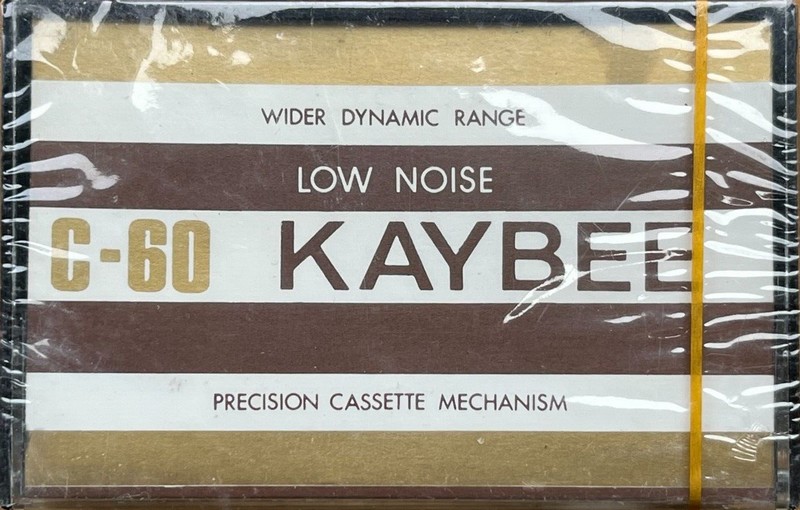 WIDER DYNAMIC RANGE
LOW NOISE
C-60 KAYBEE
PRECISION CASSETTE MECHANISM